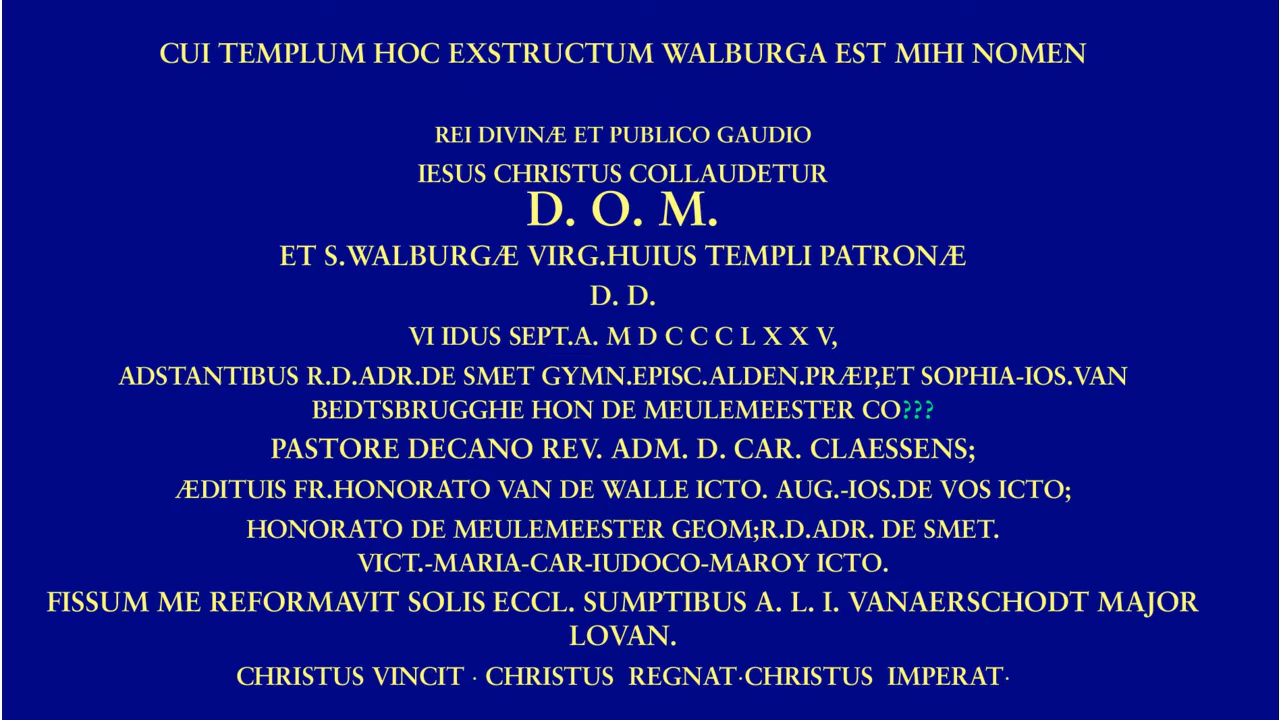 CUI TEMPLUM HOC EXSTRUCTUM WALBURGA EST MIHI NOMEN
REI DIVINÆ ET PUBLICO GAUDIO
IESUS CHRISTUS COLLAUDETUR
D. O. M.
ET S.WALBURGÆ VIRG.HUIUS TEMPLI PATRONÆ
D. D.
VI IDUS SEPT.A. M D C C C L X X V,
ADSTANTIBUS R.D.ADR.DE SMET GYMN.EPISC.ALDEN.PRÆP,ET SOPHIA-IOS.VAN
BEDTSBRUGGHE HON DE MEULEMEESTER CO???
PASTORE DECANO REV. ADM. D. CAR. CLAESSENS;
ÆDITUIS FR.HONORATO VAN DE WALLE ICTO. AUG.-IOS.DE VOS ICTO;
HONORATO DE MEULEMEESTER GEOM;R.D.ADR. DE SMET.
VICT.-MARIA-CAR-IUDOCO-MAROY ICTO.
FISSUM ME REFORMAVIT SOLIS ECCL. SUMPTIBUS A. L. I. VANAERSCHODT MAJOR
LOVAN.
CHRISTUS VINCIT · CHRISTUS REGNAT·CHRISTUS IMPERAT·